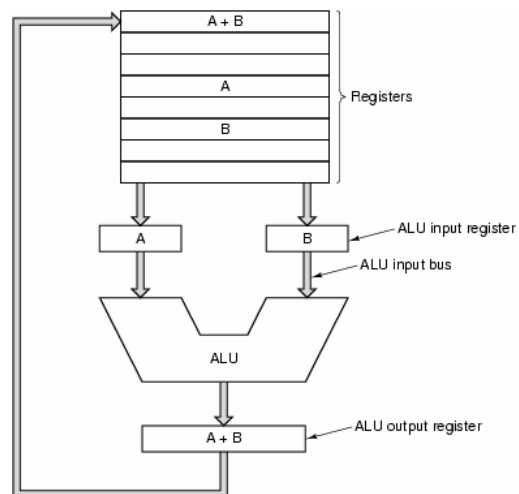 A + B
A
Registers
B
A
B
ALU input register
ALU input bus
ALU
A + B
ALU output register